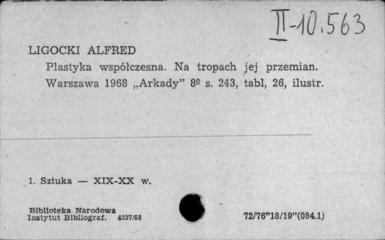 II-10.563
LIGOCKI ALFRED
Plastyka współczesna. Na tropach jej przemian.
Warszawa 1968 „Arkady” 8⁰ s. 243, tabl, 26, ilustr.
1. Sztuka — XIX-XX w.
Biblioteka Narodowa
Instytut Bibliograf. 4237/68
72/76"18/19"(084.1)